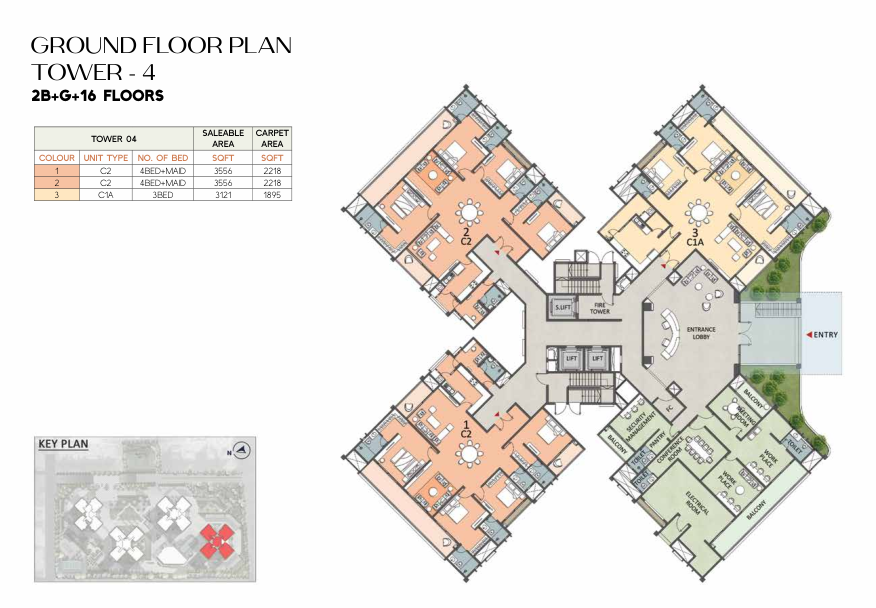 GROUND FLOOR PLAN
TOWER - 4
2B+G+16 FLOORS
TOWER 04 SALEABLE AREA CARPET AREA
COLOUR UNIT TYPE NO. OF BED SQFT SQFT
1 C2 4BED+MAID 3556 2218
2 C2 4BED+MAID 3556 2218
3 C1A 3BED 3121 1895
2
C2
3
C1A
S.LIFT
FIRE
TOWER
ENTRANCE
LOBBY
ENTRY
LIFT LIFT
1
C2
FC
SECURITY
MANAGEMENT
BALCONY
PANTRY
TOILET
TOILET
CONFERENCE
ROOM
BALCONY
MEETING
ROOM
TOILET
WORK
PLACE
WORK
PLACE
ELECTRICAL
ROOM
BALCONY
KEY PLAN
N